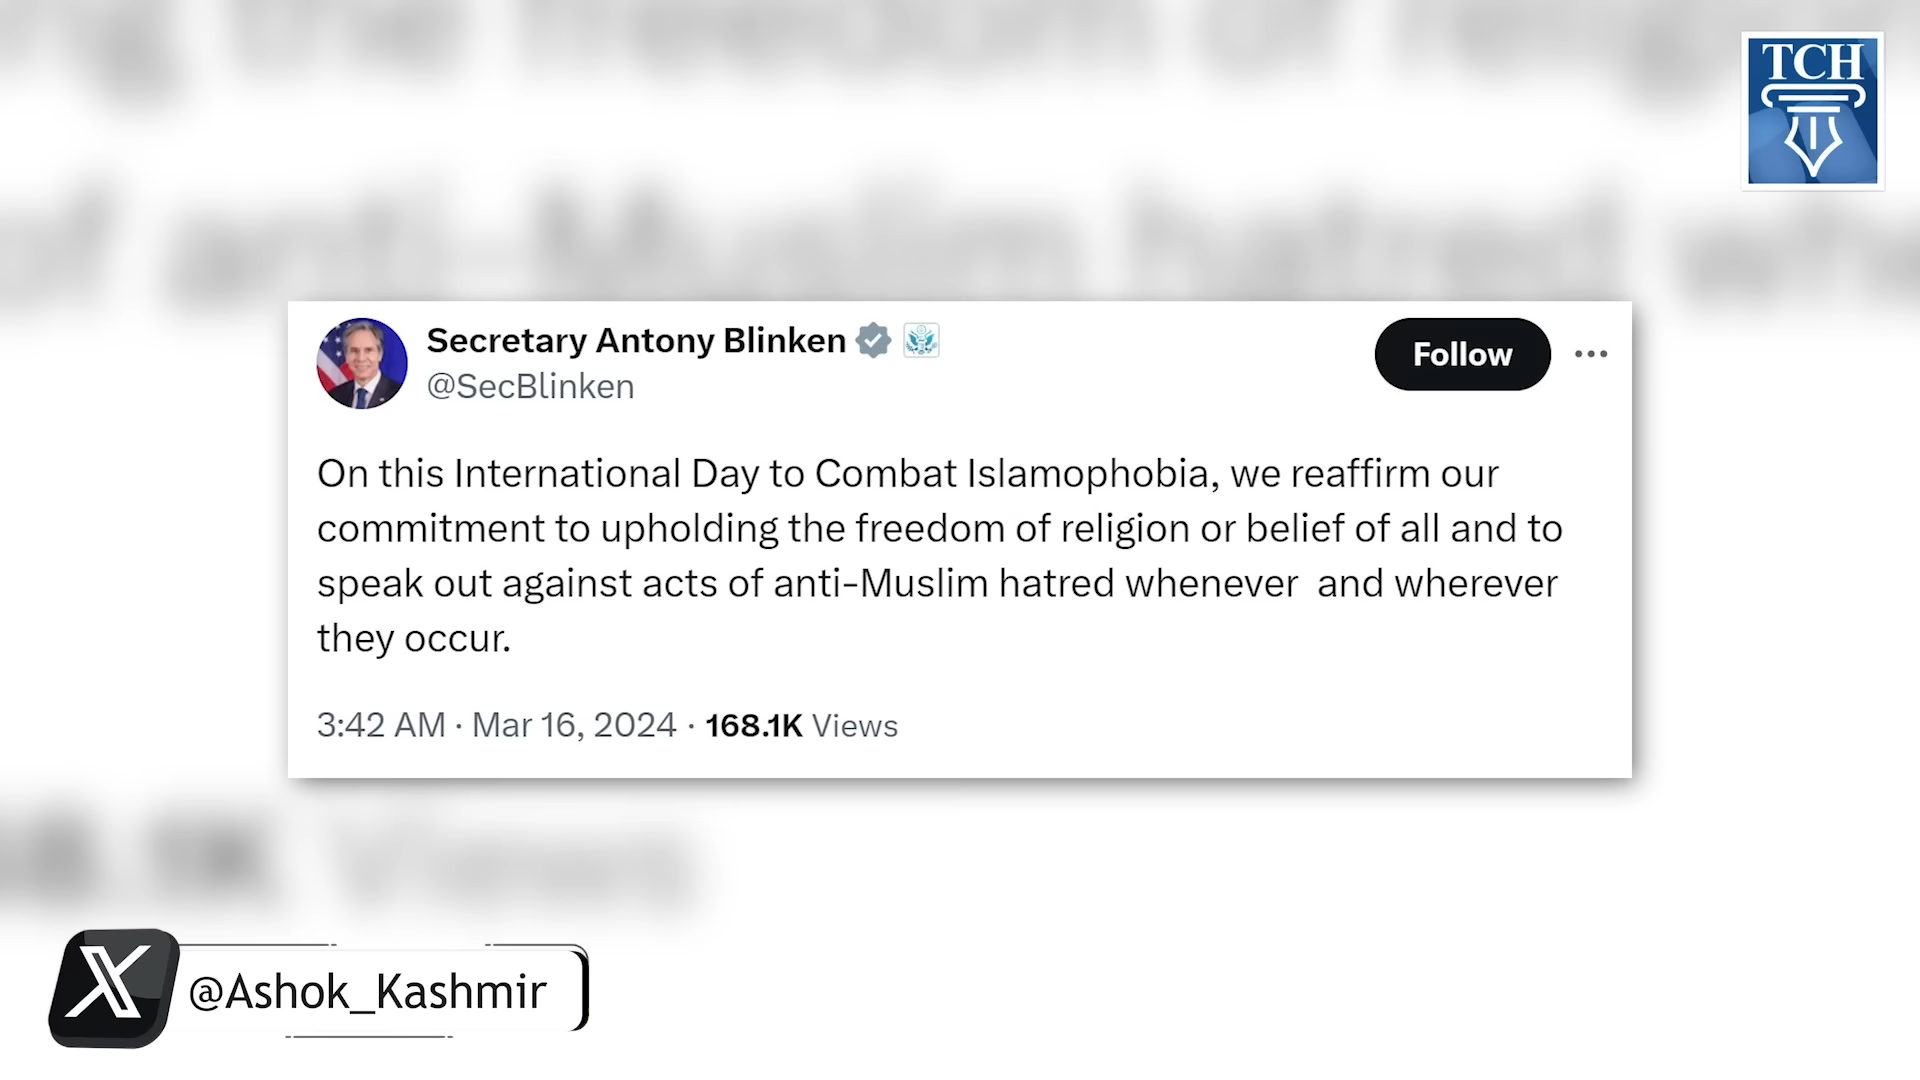 TCH
Secretary Antony Blinken
@SecBlinken
Follow
On this International Day to Combat Islamophobia, we reaffirm our
commitment to upholding the freedom of religion or belief of all and to
speak out against acts of anti-Muslim hatred whenever  and wherever
they occur.
3:42 AM · Mar 16, 2024 · 168.1K Views
@Ashok_Kashmir